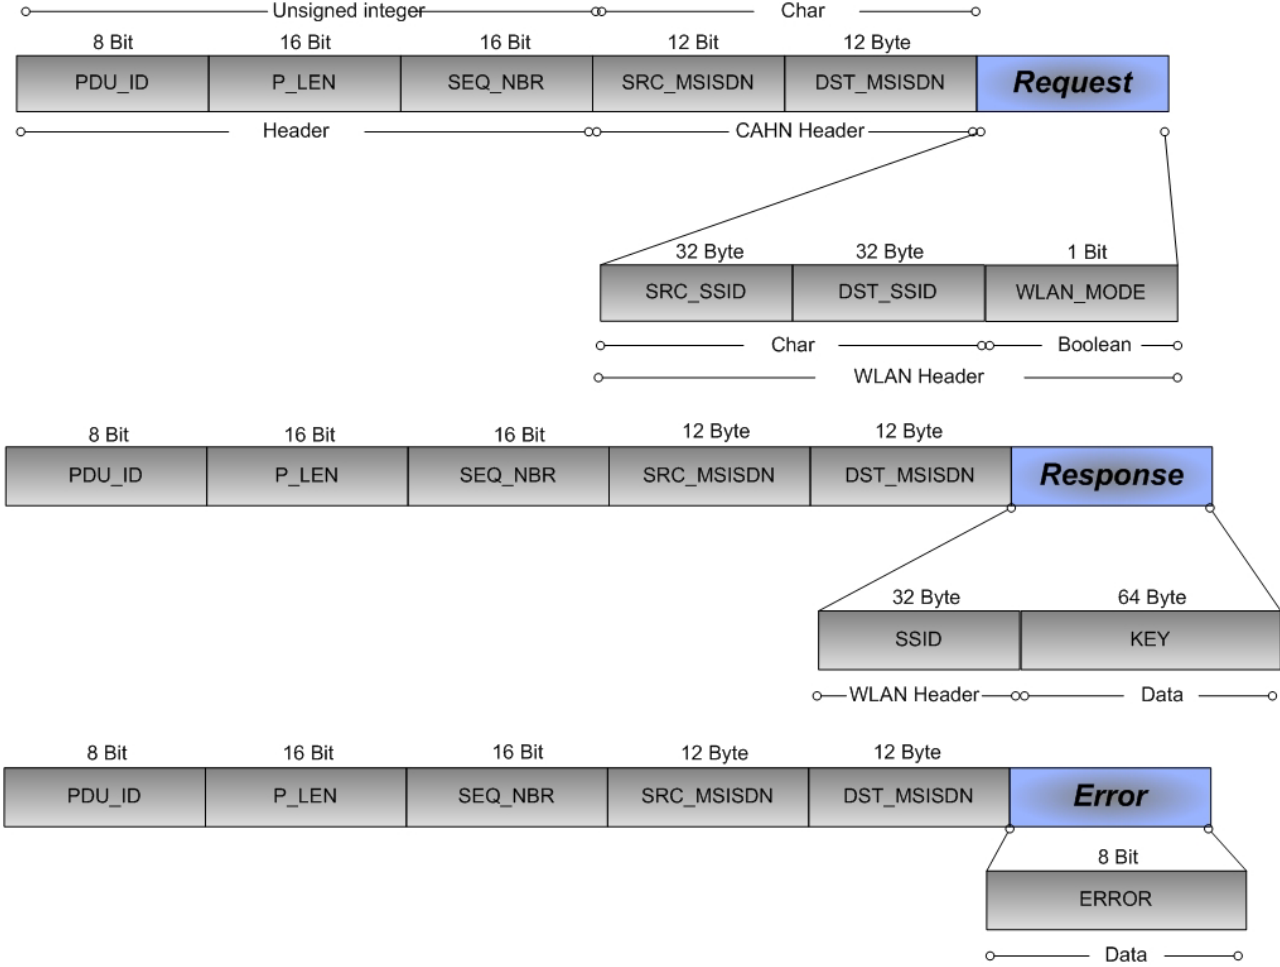 Unsigned integer Char
8 Bit 16 Bit 16 Bit 12 Bit 12 Byte
PDU_ID P_LEN SEQ_NBR SRC_MSISDN DST_MSISDN Request
Header CAHN Header
32 Byte 32 Byte 1 Bit
SRC_SSID DST_SSID WLAN_MODE
Char Boolean
WLAN Header
8 Bit 16 Bit 16 Bit 12 Byte 12 Byte
PDU_ID P_LEN SEQ_NBR SRC_MSISDN DST_MSISDN Response
32 Byte 64 Byte
SSID KEY
WLAN Header Data
8 Bit 16 Bit 16 Bit 12 Byte 12 Byte
PDU_ID P_LEN SEQ_NBR SRC_MSISDN DST_MSISDN Error
8 Bit
ERROR
Data